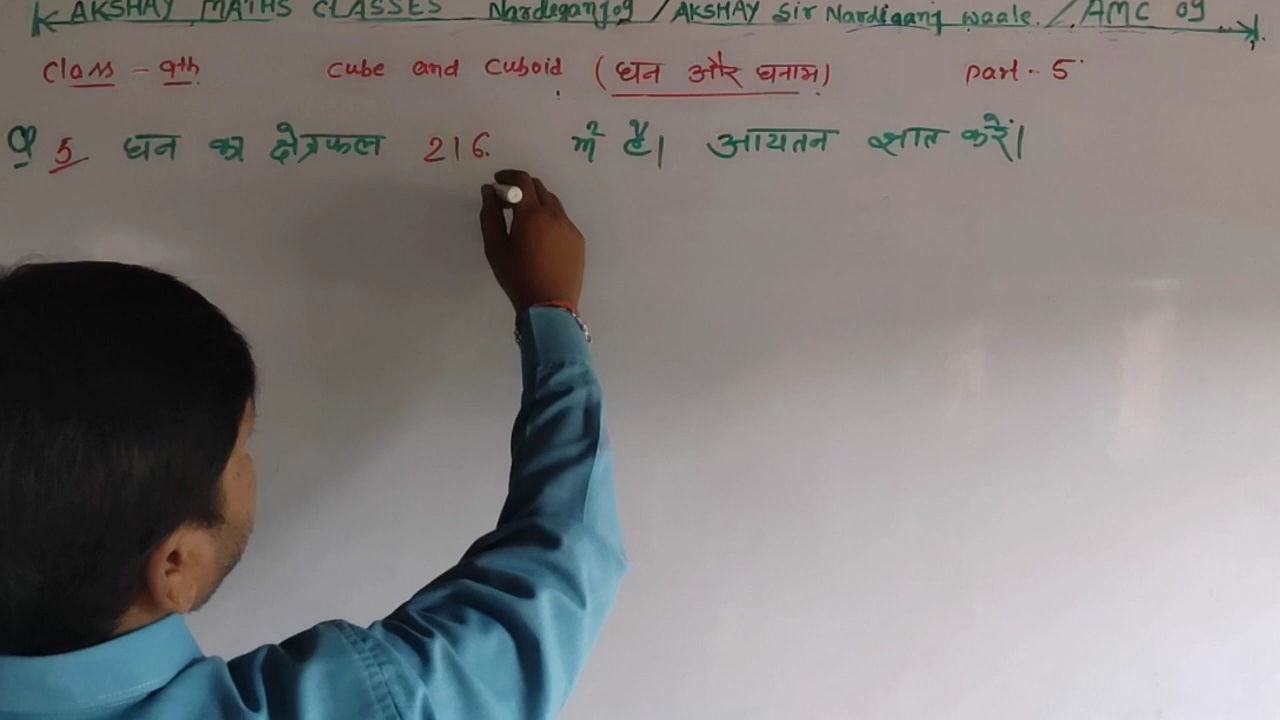 AKSHAY MATHS CLASSES Nardeganj09 / AKSHAY Sir Nardiganj waale. / AMC 09
Class - 9th cube and cuboid (घन और घनाभ) part - 5
Q 5 घन का क्षेत्रफल 216. मी² है। आयतन ज्ञात करें।